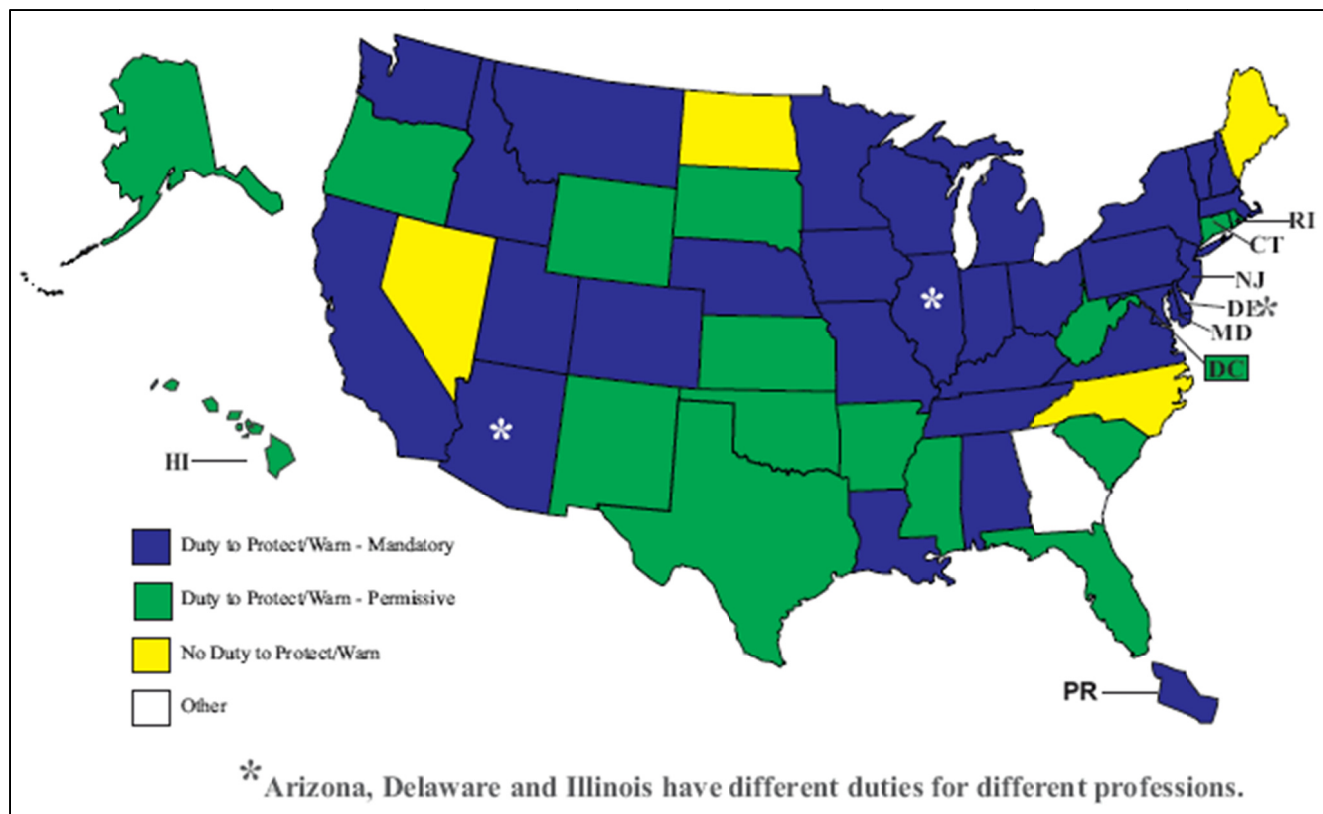 RI
CT
NJ
DE*
MD
DC
*
*
HI
Duty to Protect/Warn - Mandatory
Duty to Protect/Warn - Permissive
No Duty to Protect/Warn
Other
PR
*Arizona, Delaware and Illinois have different duties for different professions.